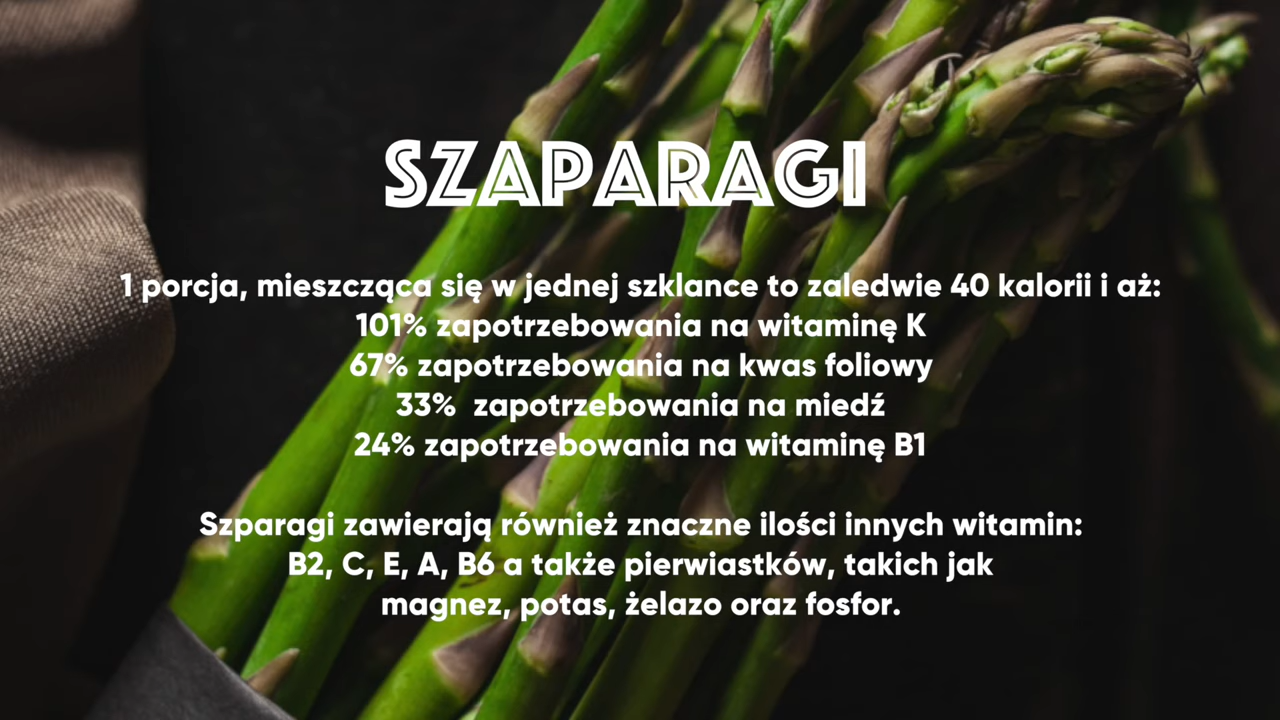 SZAPARAGI
1 porcja, mieszcząca się w jednej szklance to zaledwie 40 kalorii i aż:
101% zapotrzebowania na witaminę K
67% zapotrzebowania na kwas foliowy
33%  zapotrzebowania na miedź
24% zapotrzebowania na witaminę B1
Szparagi zawierają również znaczne ilości innych witamin:
B2, C, E, A, B6 a także pierwiastków, takich jak
magnez, potas, żelazo oraz fosfor.